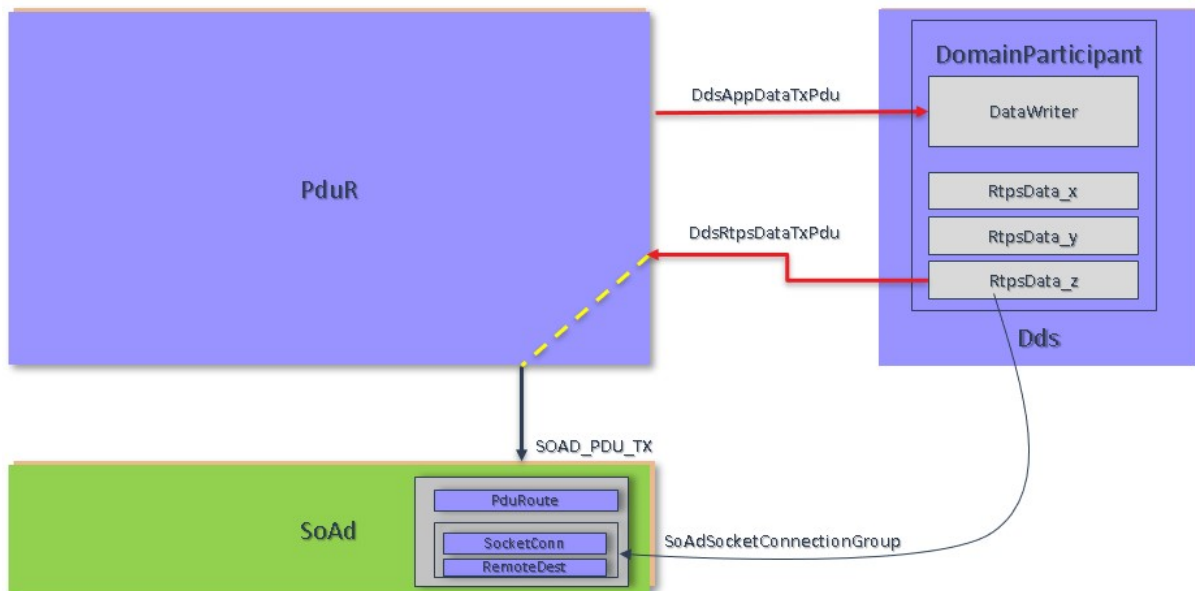 DomainParticipant
DdsAppDataTxPdu
DataWriter
PduR
RtpsData_x
DdsRtpsDataTxPdu
RtpsData_y
RtpsData_z
Dds
SOAD_PDU_TX
PduRoute
SoAd
SocketConn
SoAdSocketConnectionGroup
RemoteDest